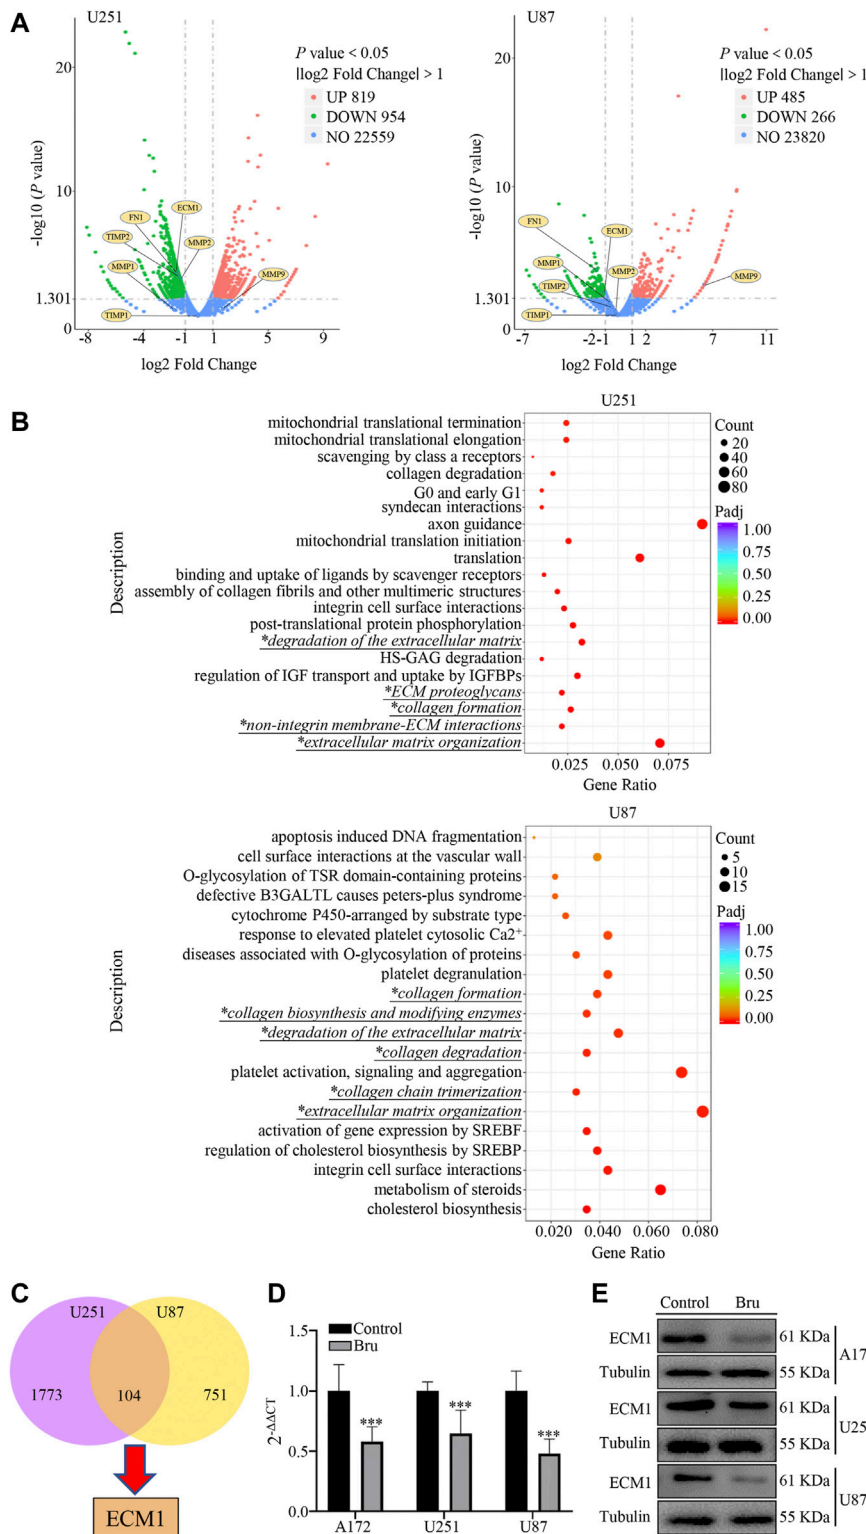 A
U251
P value < 0.05
|log2 Fold Change| > 1
UP 819
DOWN 954
NO 22559
-log10 (P value)
20
10
1.301
0
ECM1
FN1
TIMP2
MMP2
MMP1
MMP9
TIMP1
-8 -4 -1 1 5 9
log2 Fold Change
U87
P value < 0.05
|log2 Fold Change| > 1
UP 485
DOWN 266
NO 23820
-log10 (P value)
20
10
1.301
0
FN1
ECM1
MMP1
MMP2
MMP9
TIMP2
TIMP1
-7 -2 -1 1 2 7 11
log2 Fold Change
B
U251
Description
mitochondrial translational termination
mitochondrial translational elongation
scavenging by class a receptors
collagen degradation
G0 and early G1
syndecan interactions
axon guidance
mitochondrial translation initiation
translation
binding and uptake of ligands by scavenger receptors
assembly of collagen fibrils and other multimeric structures
integrin cell surface interactions
post-translational protein phosphorylation
*degradation of the extracellular matrix
HS-GAG degradation
regulation of IGF transport and uptake by IGFBPs
*ECM proteoglycans
*collagen formation
*non-integrin membrane-ECM interactions
*extracellular matrix organization
0.025 0.050 0.075
Gene Ratio
Count
20
40
60
80
Padj
1.00
0.75
0.50
0.25
0.00
U87
Description
apoptosis induced DNA fragmentation
cell surface interactions at the vascular wall
O-glycosylation of TSR domain-containing proteins
defective B3GALTL causes peters-plus syndrome
cytochrome P450-arranged by substrate type
response to elevated platelet cytosolic Ca2+
diseases associated with O-glycosylation of proteins
platelet degranulation
*collagen formation
*collagen biosynthesis and modifying enzymes
*degradation of the extracellular matrix
*collagen degradation
platelet activation, signaling and aggregation
*collagen chain trimerization
*extracellular matrix organization
activation of gene expression by SREBF
regulation of cholesterol biosynthesis by SREBP
integrin cell surface interactions
metabolism of steroids
cholesterol biosynthesis
0.020 0.040 0.060 0.080
Gene Ratio
Count
5
10
15
Padj
1.00
0.75
0.50
0.25
0.00
C
U251 U87
1773 104 751
ECM1
D
Control
Bru
2-ΔΔCT
1.5
1.0
0.5
0.0
*** *** ***
A172 U251 U87
E
Control Bru
ECM1 61 KDa
Tubulin 55 KDa
A17
ECM1 61 KDa
Tubulin 55 KDa
U25
ECM1 61 KDa
Tubulin 55 KDa
U87